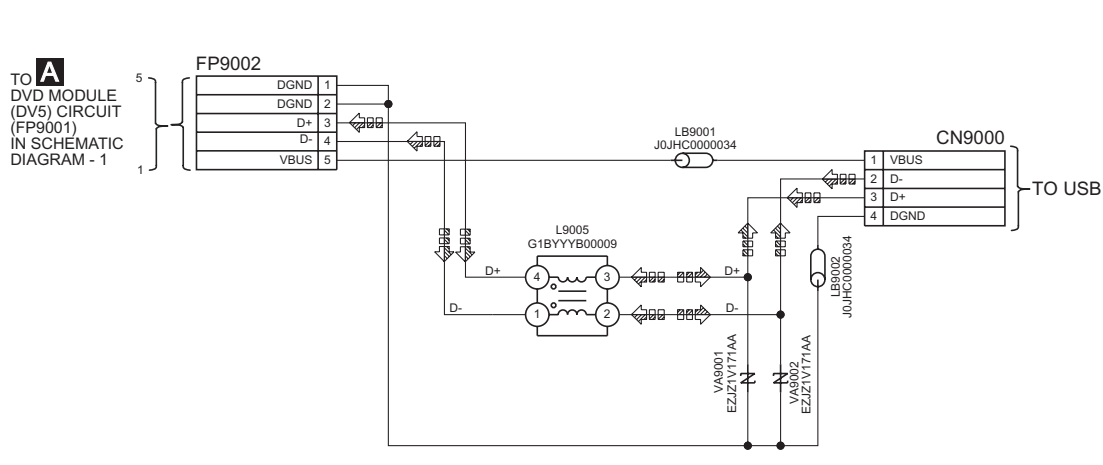 TO A
DVD MODULE
(DV5) CIRCUIT
(FP9001)
IN SCHEMATIC
DIAGRAM - 1
5
1
FP9002
DGND 1
DGND 2
D+ 3
D- 4
VBUS 5
LB9001
J0JHC0000034
CN9000
1 VBUS
2 D-
3 D+
4 DGND
TO USB
L9005
G1BYYYB00009
D+
4
3
D+
D-
1
2
D-
LB9002
J0JHC0000034
VA9001
EZJZ1V171AA
VA9002
EZJZ1V171AA